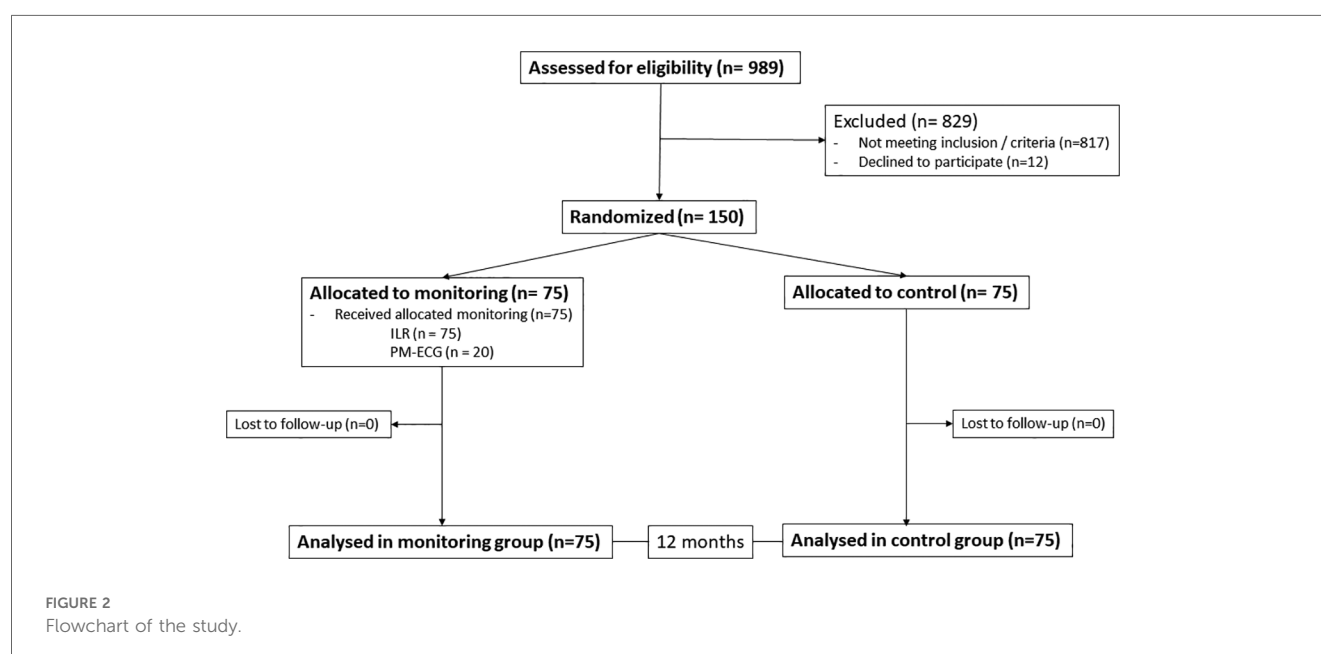 Assessed for eligibility (n= 989)
Excluded (n= 829)
- Not meeting inclusion / criteria (n=817)
- Declined to participate (n=12)
Randomized (n= 150)
Allocated to monitoring (n= 75)
- Received allocated monitoring (n=75)
ILR (n = 75)
PM-ECG (n = 20)
Allocated to control (n= 75)
Lost to follow-up (n=0)
Lost to follow-up (n=0)
Analysed in monitoring group (n=75)
12 months
Analysed in control group (n=75)
FIGURE 2
Flowchart of the study.